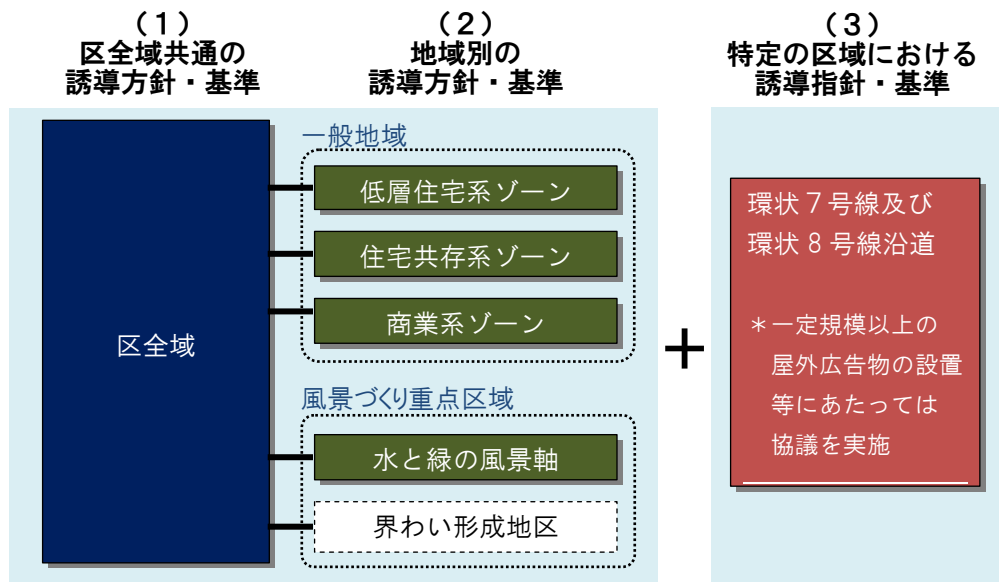 （１）
区全域共通の
誘導方針・基準
（２）
地域別の
誘導方針・基準
（３）
特定の区域における
誘導指針・基準
区全域
一般地域
低層住宅系ゾーン
住宅共存系ゾーン
商業系ゾーン
風景づくり重点区域
水と緑の風景軸
界わい形成地区
＋
環状７号線及び
環状８号線沿道
＊一定規模以上の
屋外広告物の設置
等にあたっては
協議を実施